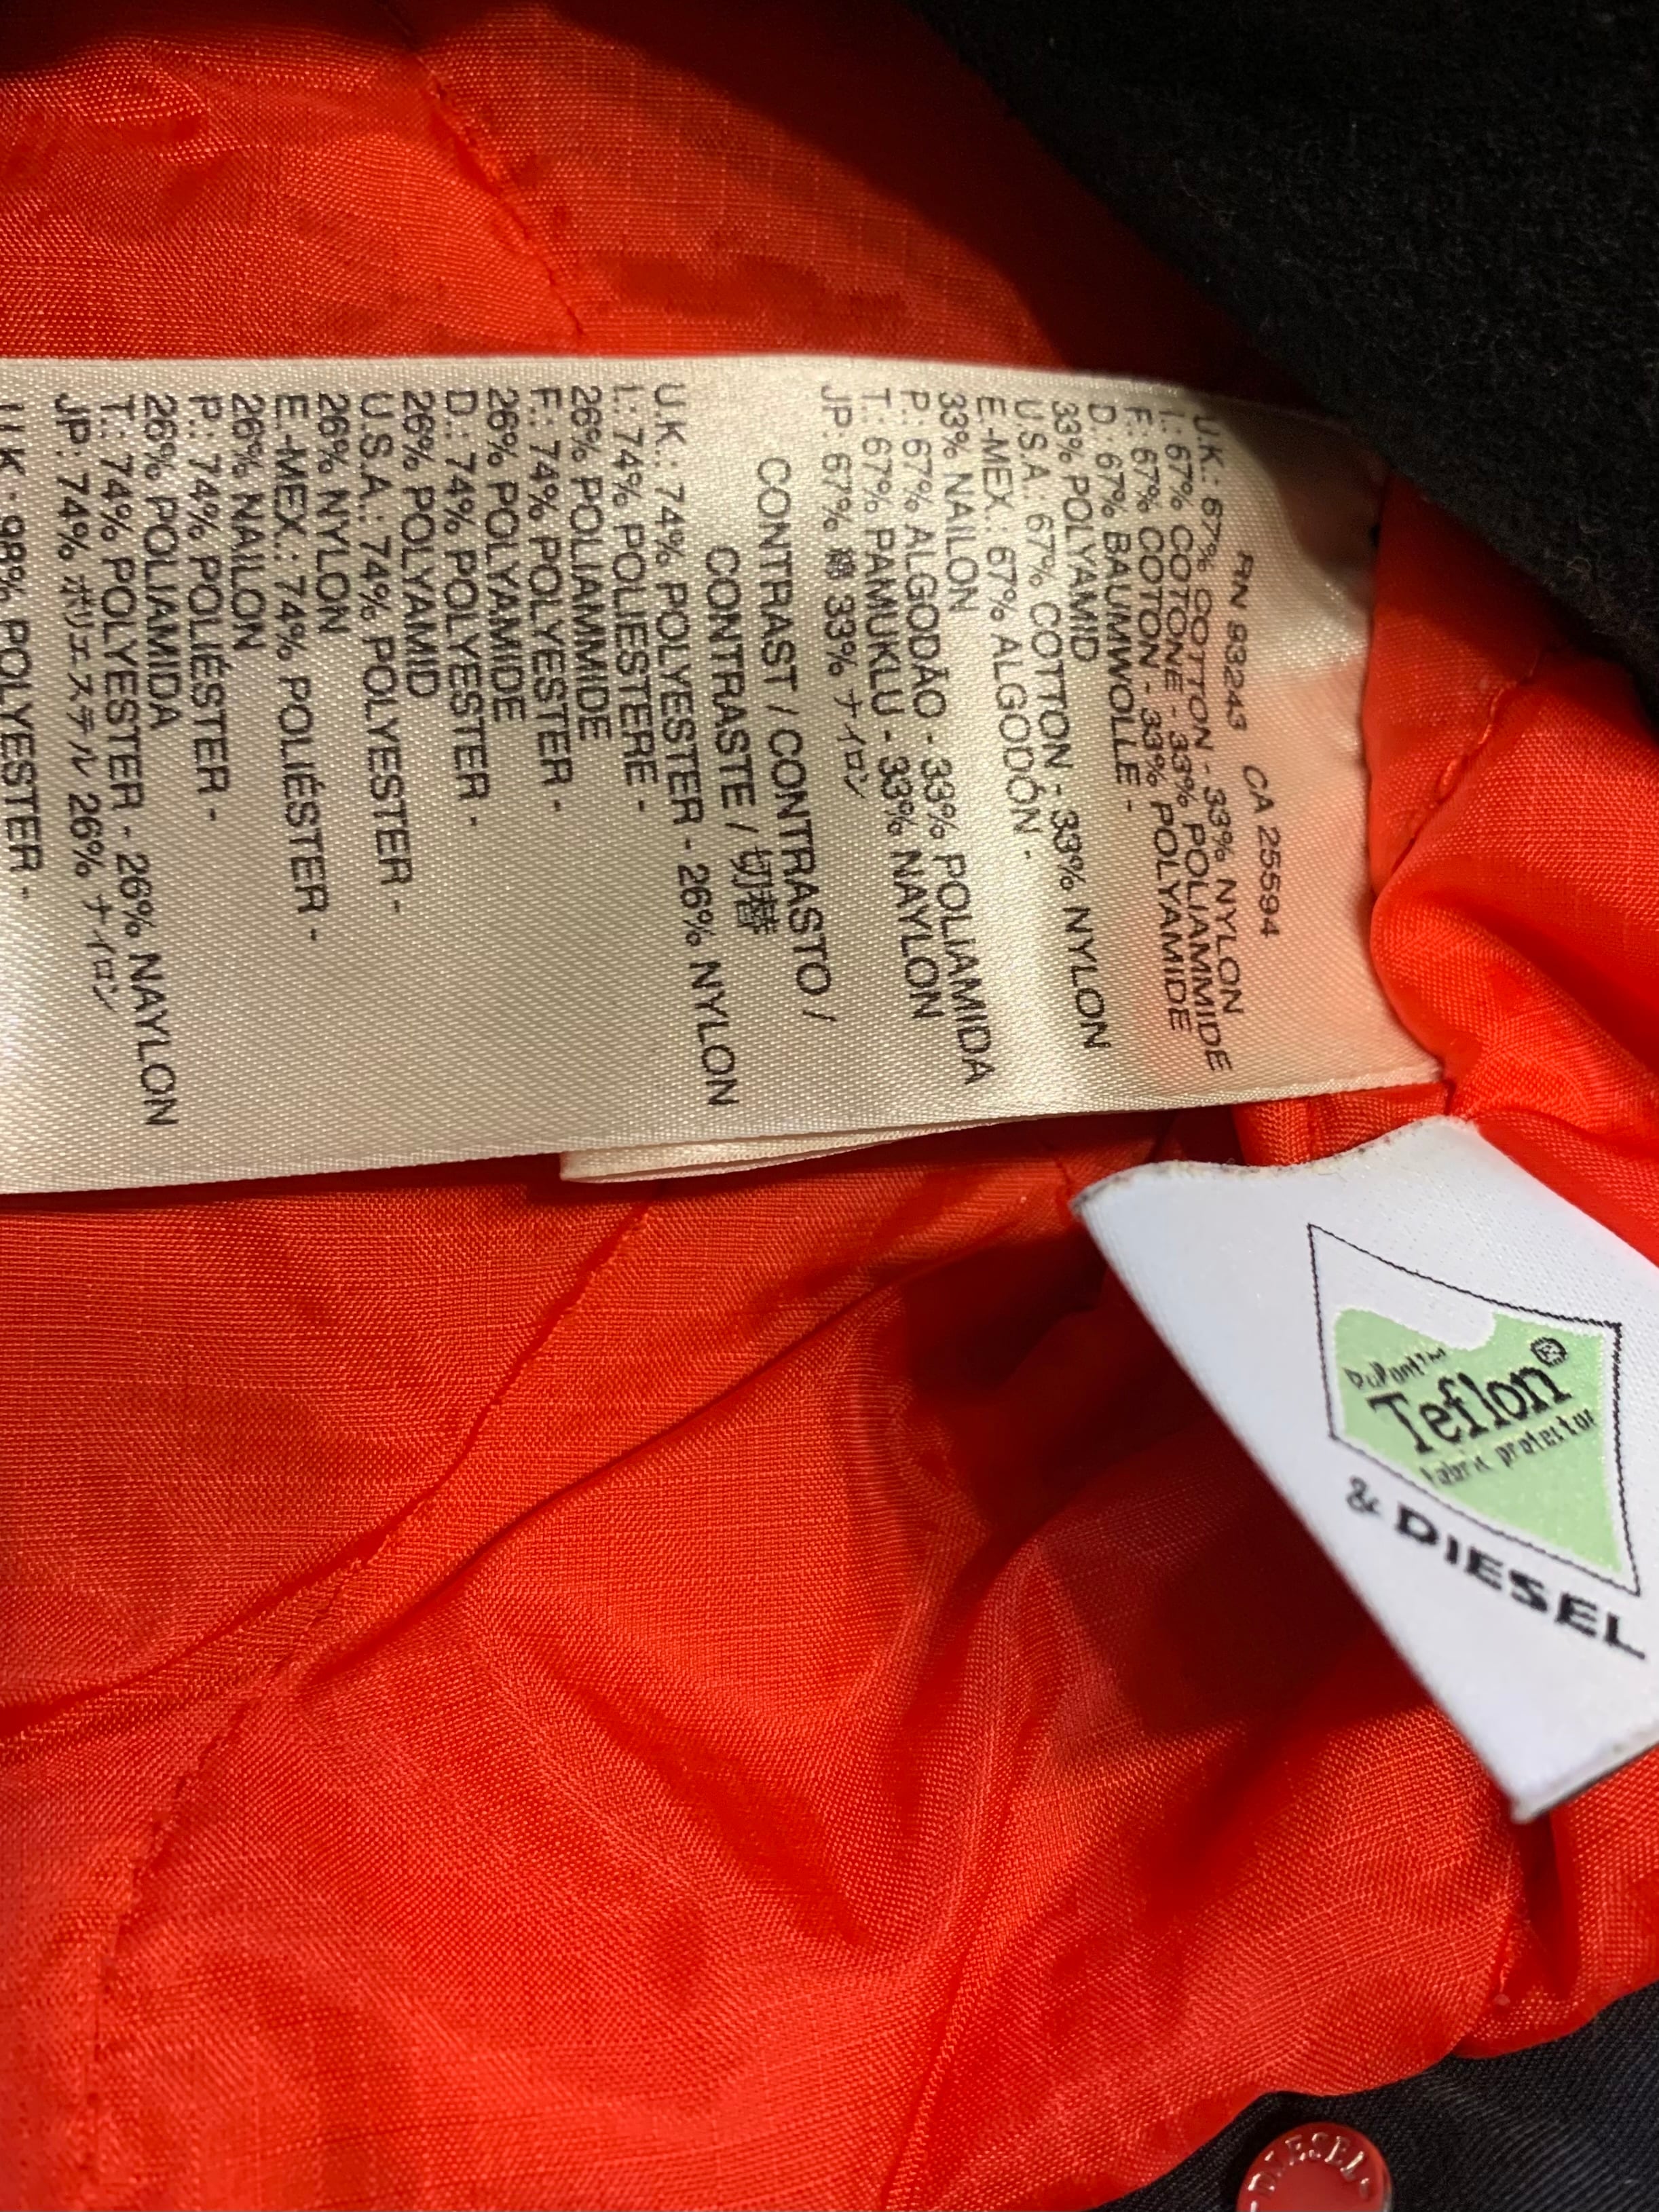 RN 93243 CA 25594
U.K.: 67% COTTON - 33% NYLON
I.: 67% COTONE - 33% POLIAMMIDE
F.: 67% COTON - 33% POLYAMIDE
D.: 67% BAUMWOLLE -
33% POLYAMID
U.S.A.: 67% COTTON - 33% NYLON
E.-MEX.: 67% ALGODÓN -
33% NAILON
P.: 67% ALGODÃO - 33% POLIAMIDA
T.: 67% PAMUKLU - 33% NAYLON
JP: 67% 綿 33% ナイロン
CONTRAST / CONTRASTO /
CONTRASTE / 切替
U.K.: 74% POLYESTER - 26% NYLON
I.: 74% POLIESTERE -
26% POLIAMMIDE
F.: 74% POLYESTER -
26% POLYAMIDE
D.: 74% POLYESTER -
26% POLYAMID
U.S.A.: 74% POLYESTER -
26% NYLON
E.-MEX.: 74% POLIÉSTER -
26% NAILON
P.: 74% POLIÉSTER -
26% POLIAMIDA
T.: 74% POLYESTER - 26% NAYLON
JP: 74% ポリエステル 26% ナイロン
U.K.: 98% POLYESTER -
DuPont™
Teflon®
fabric protector
& DIESEL
DIESEL